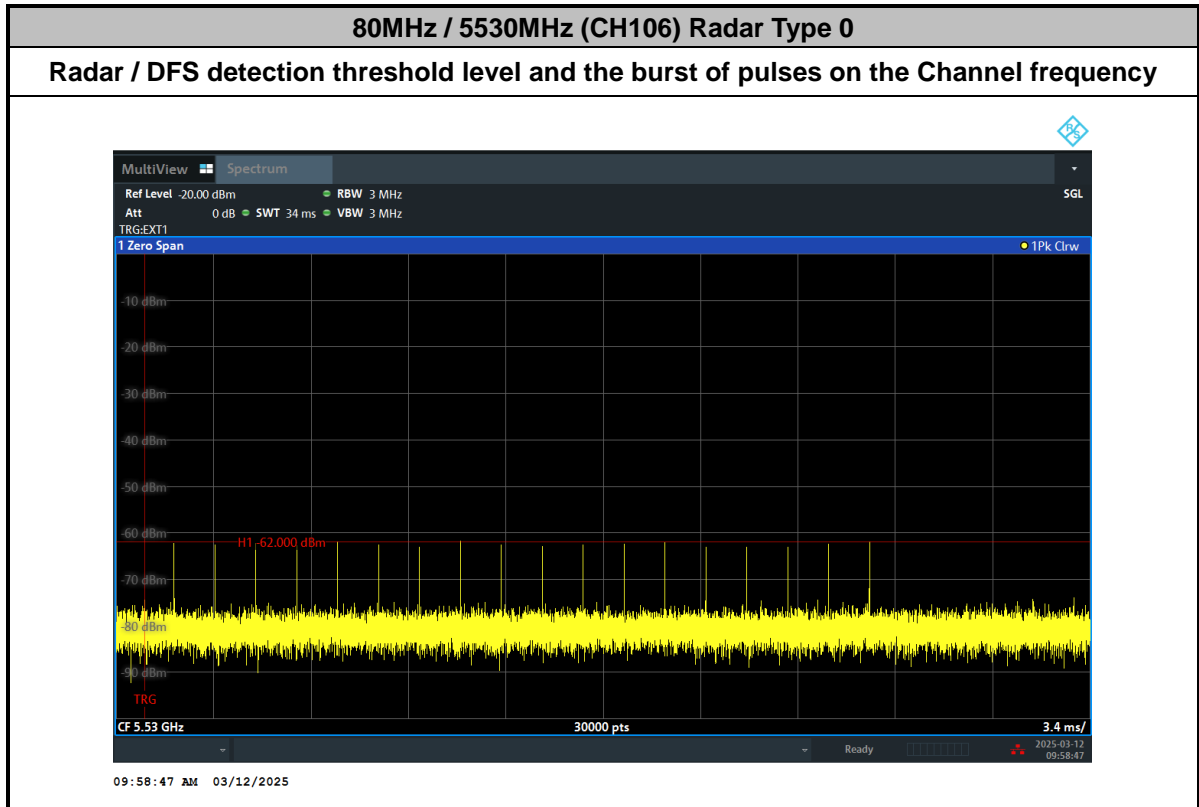 80MHz / 5530MHz (CH106) Radar Type 0
Radar / DFS detection threshold level and the burst of pulses on the Channel frequency
R&S
MultiView Spectrum
Ref Level -20.00 dBm RBW 3 MHz SGL
Att 0 dB SWT 34 ms VBW 3 MHz
TRG:EXT1
1 Zero Span 1Pk Clrw
-10 dBm
-20 dBm
-30 dBm
-40 dBm
-50 dBm
-60 dBm
H1 -62.000 dBm
-70 dBm
-80 dBm
-90 dBm
TRG
CF 5.53 GHz 30000 pts 3.4 ms/
Ready 2025-03-12
09:58:47
09:58:47 AM 03/12/2025